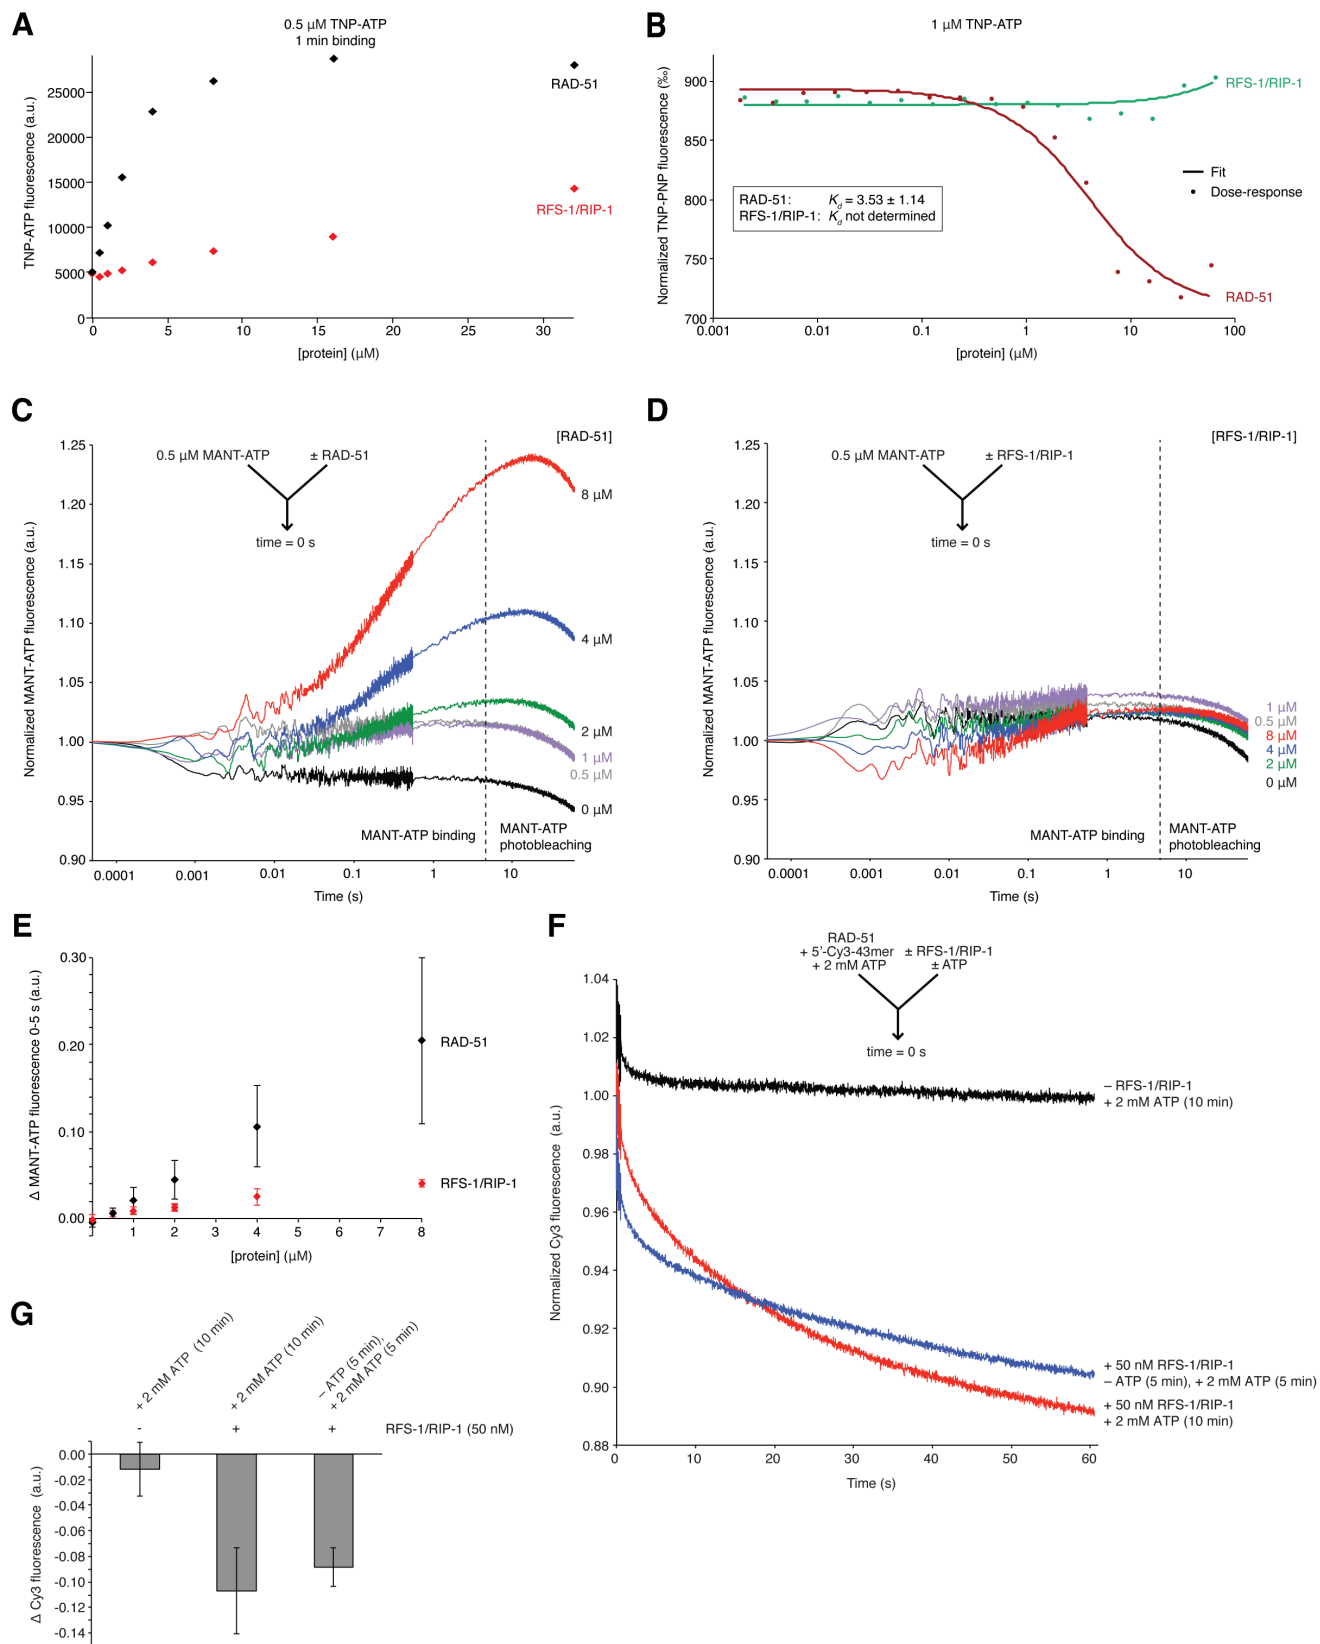 A
0.5 µM TNP-ATP
1 min binding
TNP-ATP fluorescence (a.u.)
25000
20000
15000
10000
5000
0
RAD-51
RFS-1/RIP-1
0 5 10 15 20 25 30
[protein] (µM)
B
1 µM TNP-ATP
Normalized TNP-PNP fluorescence (‰)
900
850
800
750
700
RFS-1/RIP-1
Fit
Dose-response
RAD-51: Kd = 3.53 ± 1.14
RFS-1/RIP-1: Kd not determined
RAD-51
0.001 0.01 0.1 1 10 100
[protein] (µM)
C
[RAD-51]
0.5 µM MANT-ATP ± RAD-51
time = 0 s
Normalized MANT-ATP fluorescence (a.u.)
1.25
1.20
1.15
1.10
1.05
1.00
0.95
0.90
8 µM
4 µM
2 µM
1 µM
0.5 µM
0 µM
MANT-ATP binding
MANT-ATP
photobleaching
0.0001 0.001 0.01 0.1 1 10
Time (s)
D
[RFS-1/RIP-1]
0.5 µM MANT-ATP ± RFS-1/RIP-1
time = 0 s
Normalized MANT-ATP fluorescence (a.u.)
1.25
1.20
1.15
1.10
1.05
1.00
0.95
0.90
1 µM
0.5 µM
8 µM
4 µM
2 µM
0 µM
MANT-ATP binding
MANT-ATP
photobleaching
0.0001 0.001 0.01 0.1 1 10
Time (s)
E
Δ MANT-ATP fluorescence 0-5 s (a.u.)
0.30
0.20
0.10
0.00
RAD-51
RFS-1/RIP-1
1 2 3 4 5 6 7 8
[protein] (µM)
F
RAD-51
+ 5'-Cy3-43mer
+ 2 mM ATP
± RFS-1/RIP-1
± ATP
time = 0 s
Normalized Cy3 fluorescence (a.u.)
1.04
1.02
1.00
0.98
0.96
0.94
0.92
0.90
0.88
– RFS-1/RIP-1
+ 2 mM ATP (10 min)
+ 50 nM RFS-1/RIP-1
– ATP (5 min), + 2 mM ATP (5 min)
+ 50 nM RFS-1/RIP-1
+ 2 mM ATP (10 min)
0 10 20 30 40 50 60
Time (s)
G
+ 2 mM ATP (10 min)
+ 2 mM ATP (10 min)
– ATP (5 min),
+ 2 mM ATP (5 min)
- + + RFS-1/RIP-1 (50 nM)
Δ Cy3 fluorescence (a.u.)
0.00
-0.02
-0.04
-0.06
-0.08
-0.10
-0.12
-0.14